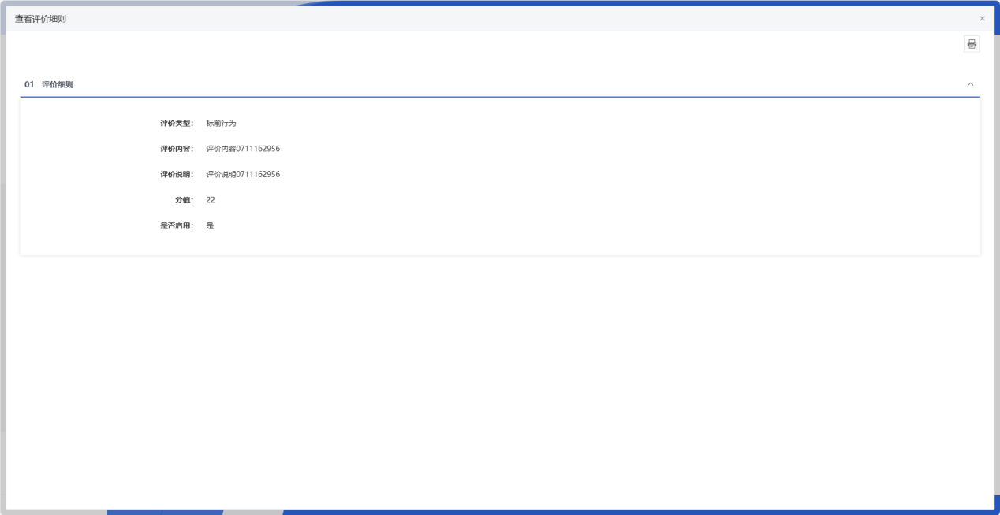 查看评价细则
×
01 评价细则
评价类型： 标前行为
评价内容： 评价内容0711162956
评价说明： 评价说明0711162956
分值： 22
是否启用： 是